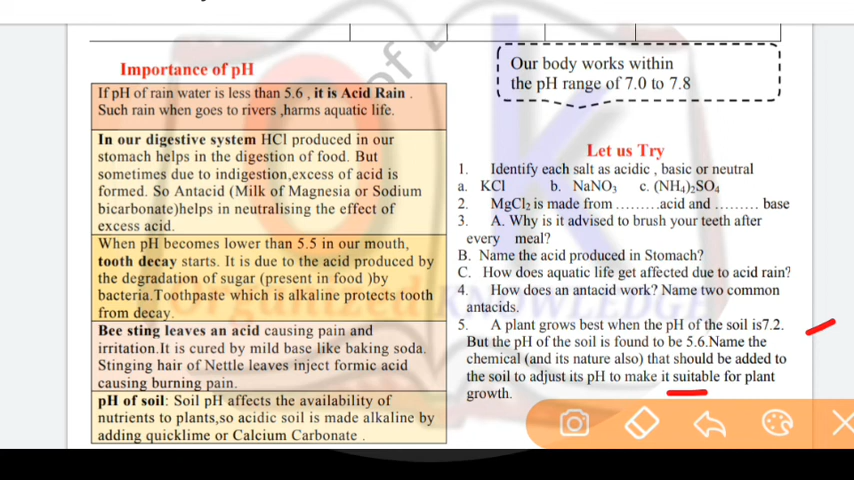 Importance of pH
If pH of rain water is less than 5.6 , it is Acid Rain .
Such rain when goes to rivers ,harms aquatic life.
In our digestive system HCl produced in our
stomach helps in the digestion of food. But
sometimes due to indigestion,excess of acid is
formed. So Antacid (Milk of Magnesia or Sodium
bicarbonate)helps in neutralising the effect of
excess acid.
When pH becomes lower than 5.5 in our mouth,
tooth decay starts. It is due to the acid produced by
the degradation of sugar (present in food )by
bacteria.Toothpaste which is alkaline protects tooth
from decay.
Bee sting leaves an acid causing pain and
irritation.It is cured by mild base like baking soda.
Stinging hair of Nettle leaves inject formic acid
causing burning pain.
pH of soil: Soil pH affects the availability of
nutrients to plants,so acidic soil is made alkaline by
adding quicklime or Calcium Carbonate .
Our body works within
the pH range of 7.0 to 7.8
Let us Try
1. Identify each salt as acidic , basic or neutral
a. KCl b. NaNO₃ c. (NH₄)₂SO₄
2. MgCl₂ is made from .........acid and ......... base
3. A. Why is it advised to brush your teeth after
every meal?
B. Name the acid produced in Stomach?
C. How does aquatic life get affected due to acid rain?
4. How does an antacid work? Name two common
antacids.
5. A plant grows best when the pH of the soil is7.2.
But the pH of the soil is found to be 5.6.Name the
chemical (and its nature also) that should be added to
the soil to adjust its pH to make it suitable for plant
growth.